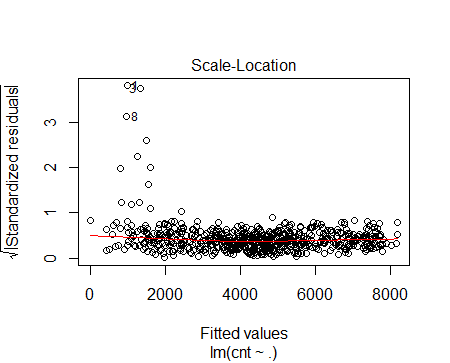 Scale-Location
√|Standardized residuals|
3
2
1
0
8
0
2000
4000
6000
8000
Fitted values
lm(cnt ~ .)